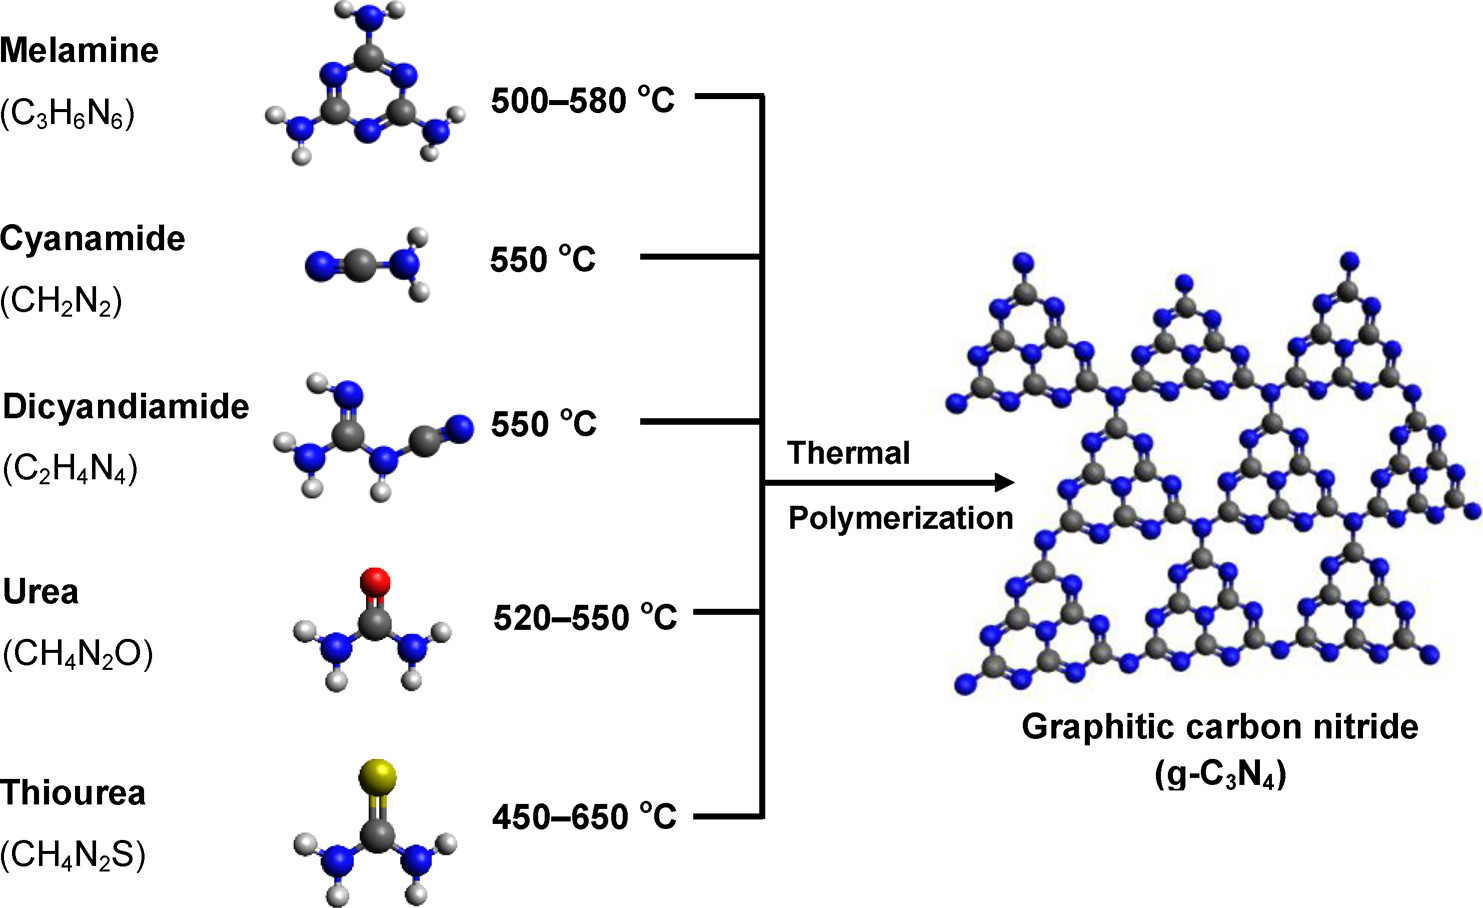 Melamine
(C₃H₆N₆)
500–580 °C
Cyanamide
(CH₂N₂)
550 °C
Dicyandiamide
(C₂H₄N₄)
550 °C
Urea
(CH₄N₂O)
520–550 °C
Thiourea
(CH₄N₂S)
450–650 °C
Thermal
Polymerization
Graphitic carbon nitride
(g-C₃N₄)